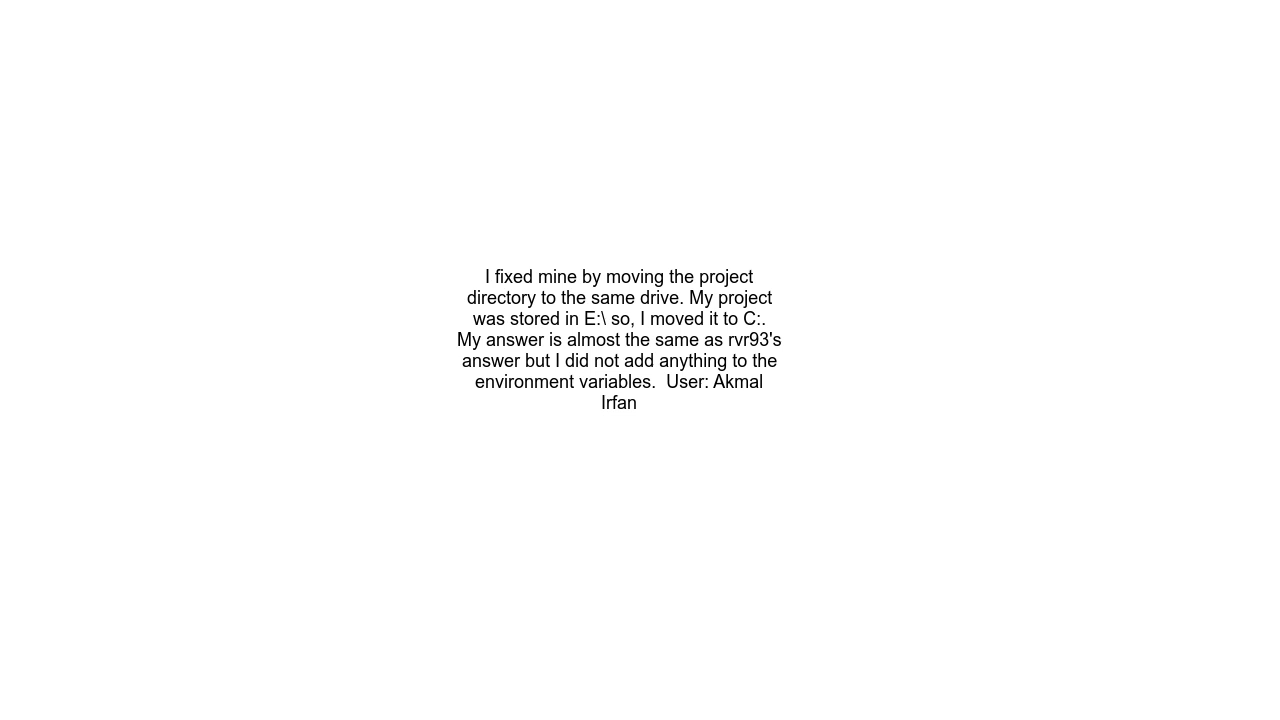 I fixed mine by moving the project
directory to the same drive. My project
was stored in E:\ so, I moved it to C:.
My answer is almost the same as rvr93's
answer but I did not add anything to the
environment variables.  User: Akmal
Irfan